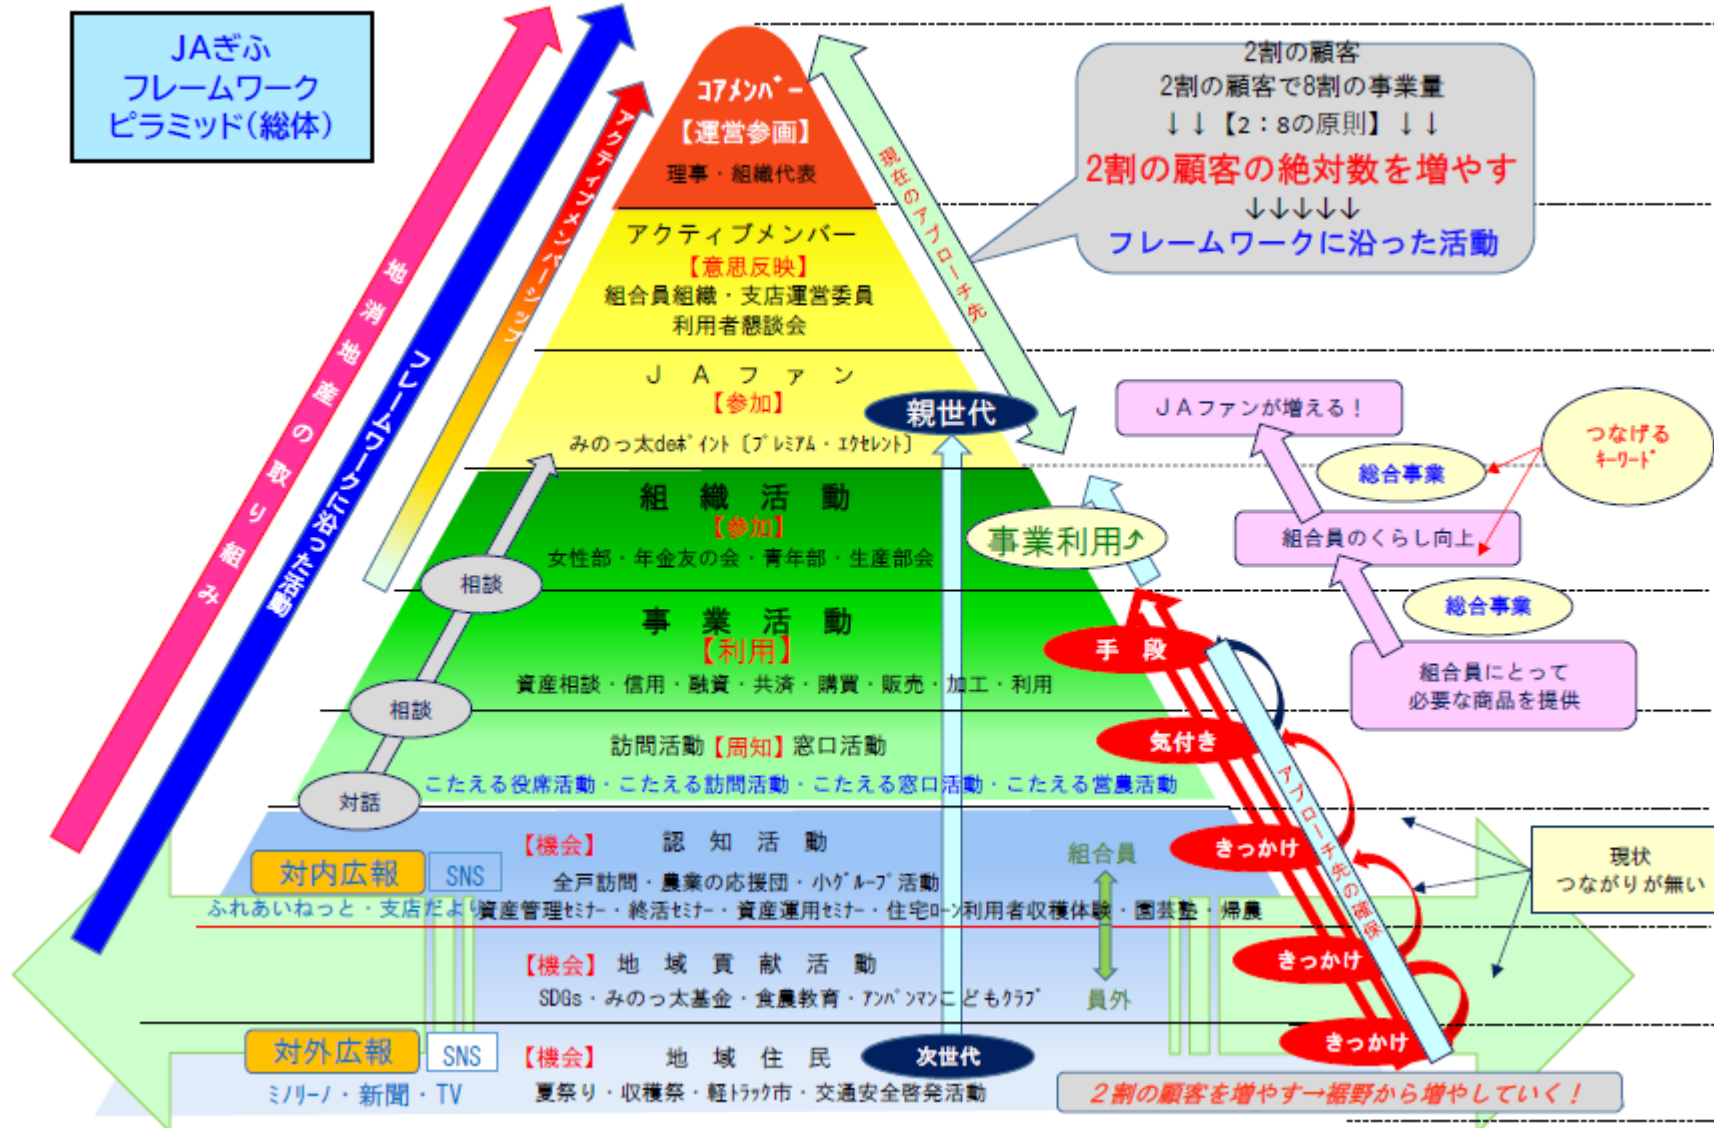 JAぎふ
フレームワーク
ピラミッド(総体)
地消地産の取り組み
フレームワークに沿った活動
アクティブメンバーシップ
コアメンバー
【運営参画】
理事・組織代表
現在のアプローチ先
2割の顧客
2割の顧客で8割の事業量
↓↓【2：8の原則】↓↓
2割の顧客の絶対数を増やす
↓↓↓↓↓
フレームワークに沿った活動
アクティブメンバー
【意思反映】
組合員組織・支店運営委員
利用者懇談会
ＪＡファン
【参加】
みのっ太deポイント〔プレミアム・エクセレント〕
親世代
ＪＡファンが増える！
つなげる
キーワード
総合事業
組織活動
【参加】
女性部・年金友の会・青年部・生産部会
事業利用
組合員のくらし向上
相談
総合事業
事業活動
【利用】
資産相談・信用・融資・共済・購買・販売・加工・利用
手段
組合員にとって
必要な商品を提供
相談
訪問活動【周知】窓口活動
気付き
こたえる役席活動・こたえる訪問活動・こたえる窓口活動・こたえる営農活動
対話
アプローチ先の確保
【機会】 認知活動
組合員
きっかけ
現状
つながりが無い
対内広報 SNS
全戸訪問・農業の応援団・小グループ活動
ふれあいねっと・支店だより
資産管理セミナー・終活セミナー・資産運用セミナー・住宅ローン利用者収穫体験・園芸塾・帰農
【機会】地域貢献活動
きっかけ
SDGs・みのっ太基金・食農教育・アンパンマンこどもクラブ
員外
対外広報 SNS
【機会】 地域住民
次世代
きっかけ
ミノリーノ・新聞・TV
夏祭り・収穫祭・軽トラック市・交通安全啓発活動
２割の顧客を増やす→裾野から増やしていく！